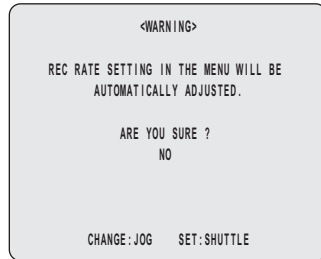 <WARNING>
REC RATE SETTING IN THE MENU WILL BE
AUTOMATICALLY ADJUSTED.
ARE YOU SURE ?
NO
CHANGE:JOG SET:SHUTTLE